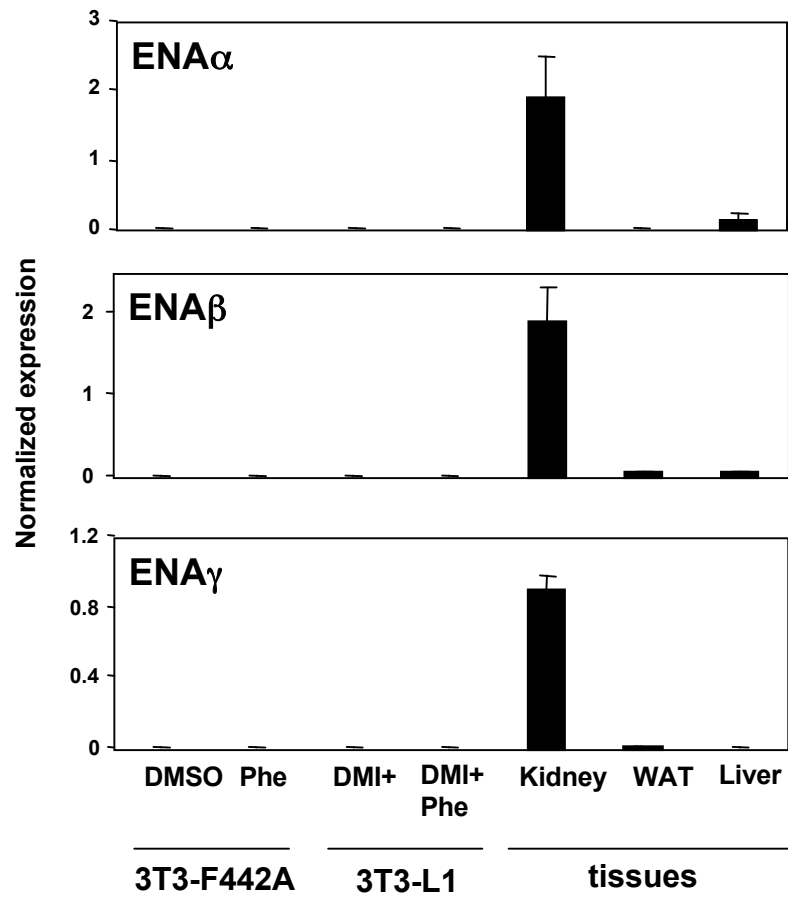 Normalized expression
ENAα
3
2
1
0
ENAβ
2
1
0
ENAγ
1.2
0.8
0.4
0
DMSO Phe DMI+ DMI+ Kidney WAT Liver
Phe
3T3-F442A 3T3-L1 tissues